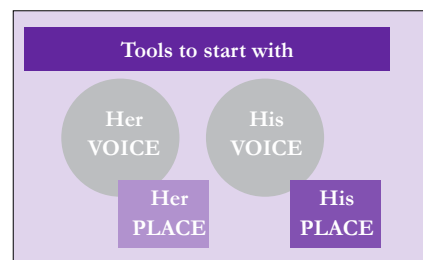 Tools to start with
Her
VOICE
His
VOICE
Her
PLACE
His
PLACE